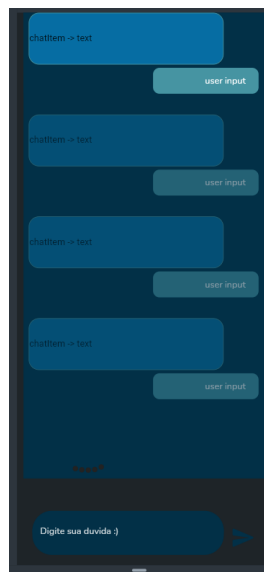 chatItem -> text
user input
chatItem -> text
user input
chatItem -> text
user input
chatItem -> text
user input
Digite sua duvida :)